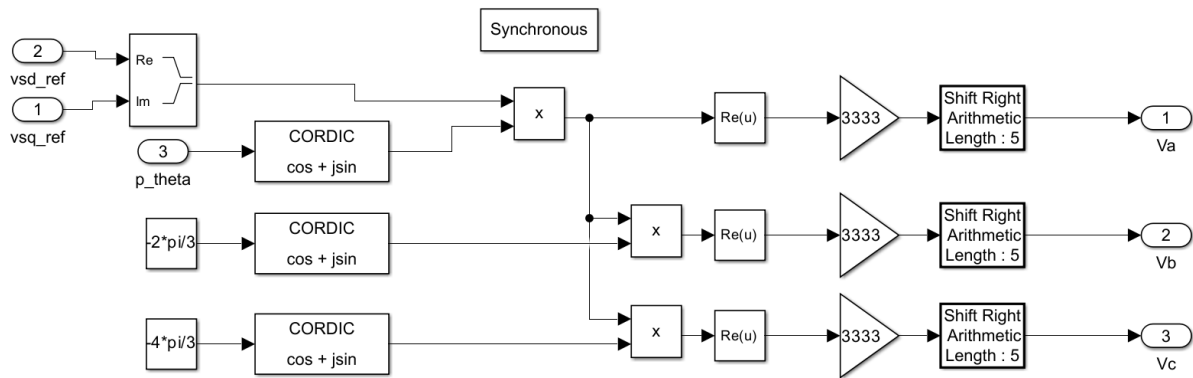 Synchronous
2
vsd_ref
1
vsq_ref
Re
Im
3
p_theta
CORDIC
cos + jsin
x
Re(u)
3333
Shift Right
Arithmetic
Length : 5
1
Va
-2*pi/3
CORDIC
cos + jsin
x
Re(u)
3333
Shift Right
Arithmetic
Length : 5
2
Vb
-4*pi/3
CORDIC
cos + jsin
x
Re(u)
3333
Shift Right
Arithmetic
Length : 5
3
Vc